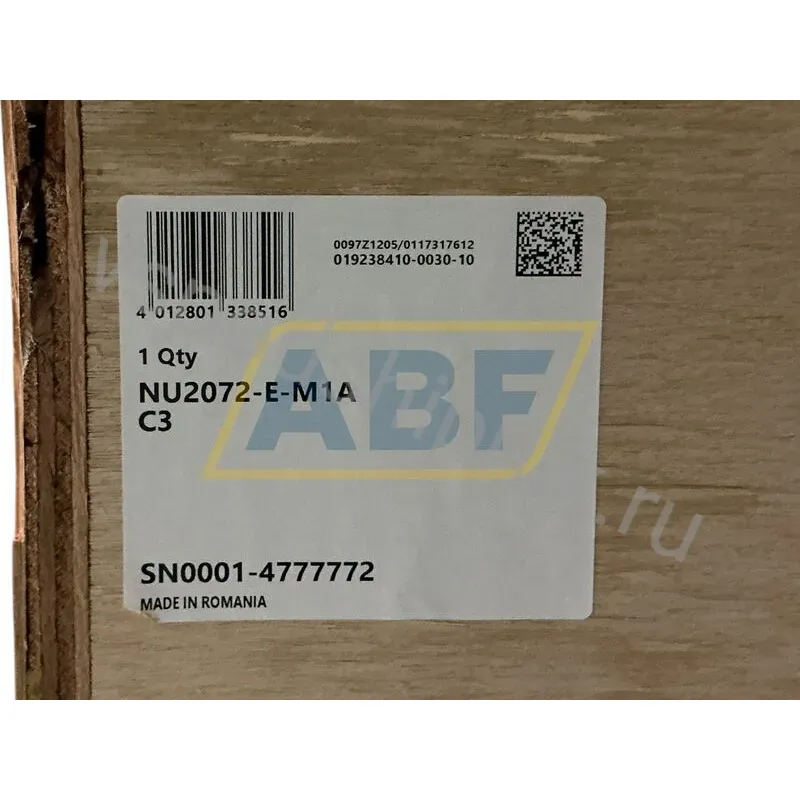 4 012801 338516
0097Z1205/0117317612
019238410-0030-10
1 Qty
NU2072-E-M1A
C3
ABF
SN0001-4777772
MADE IN ROMANIA
.ru